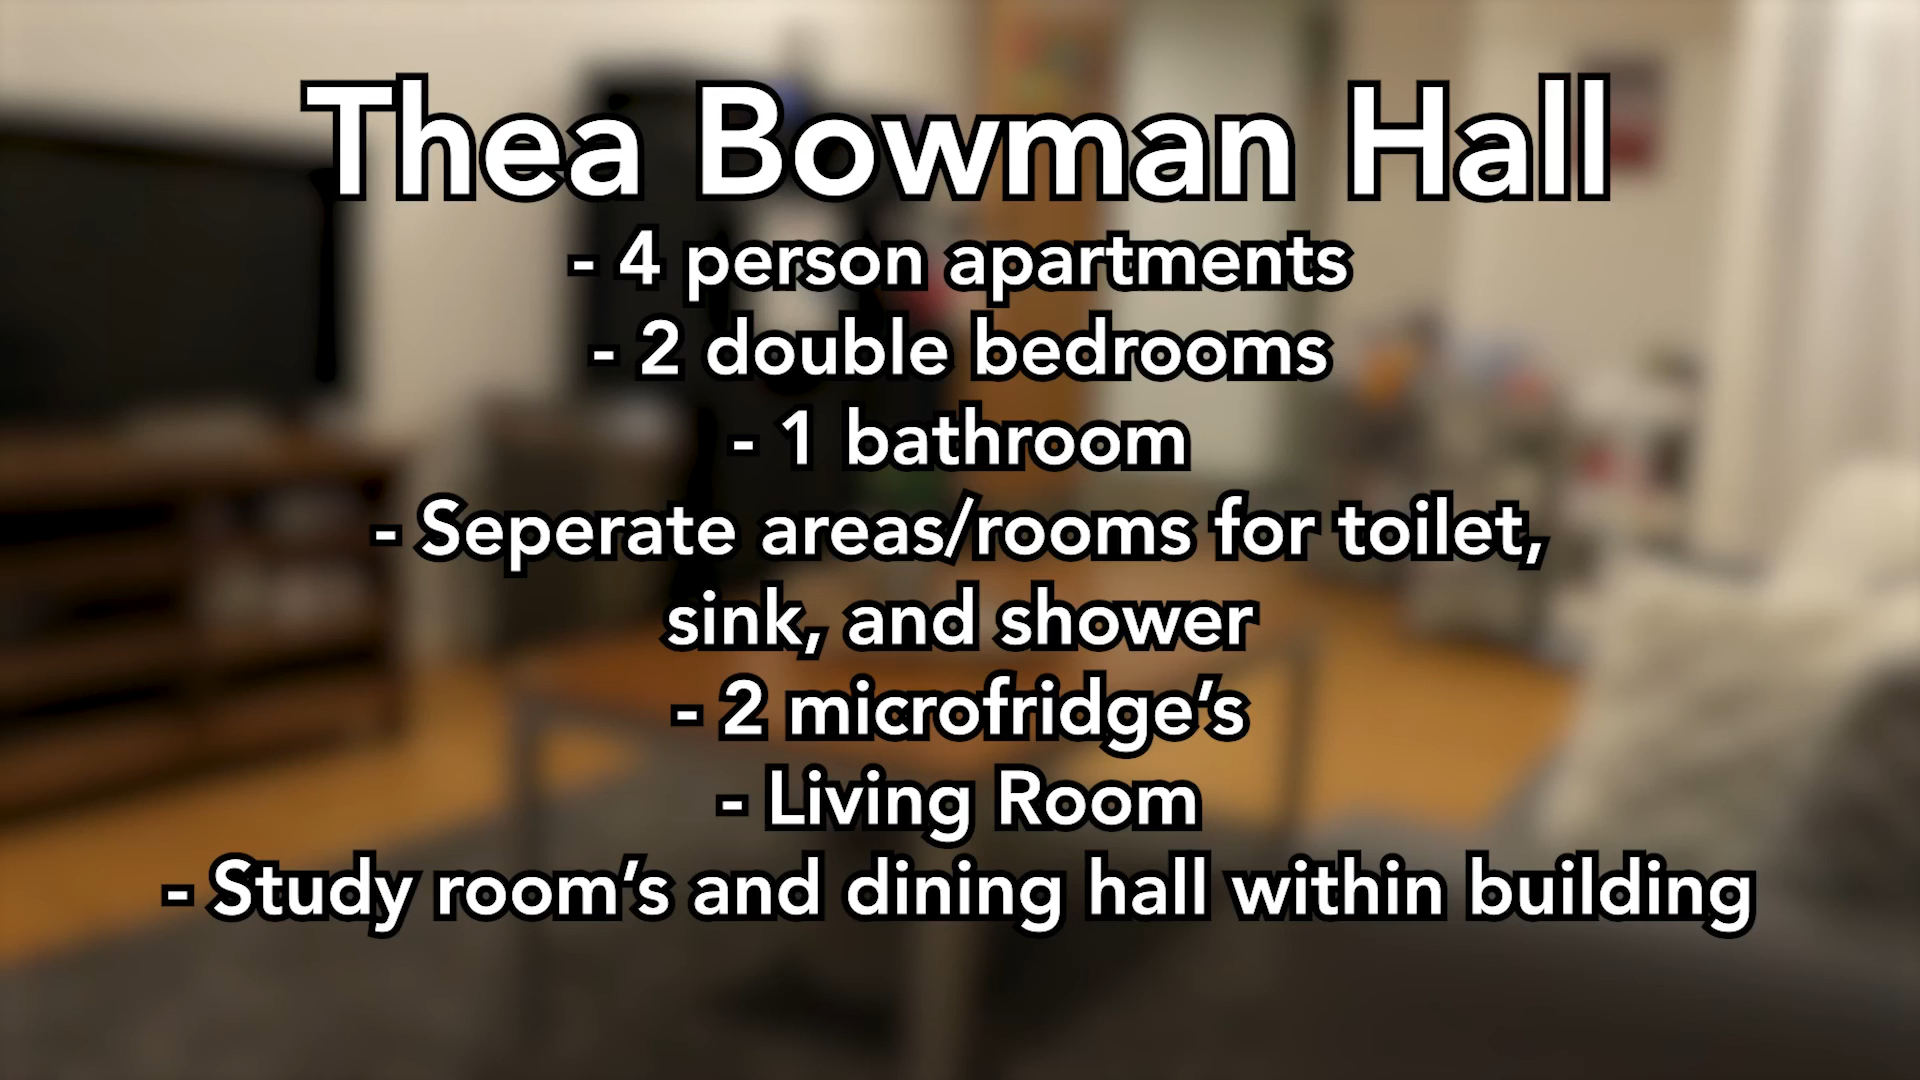 Thea Bowman Hall
- 4 person apartments
- 2 double bedrooms
- 1 bathroom
- Seperate areas/rooms for toilet,
sink, and shower
- 2 microfridge’s
- Living Room
- Study room’s and dining hall within building